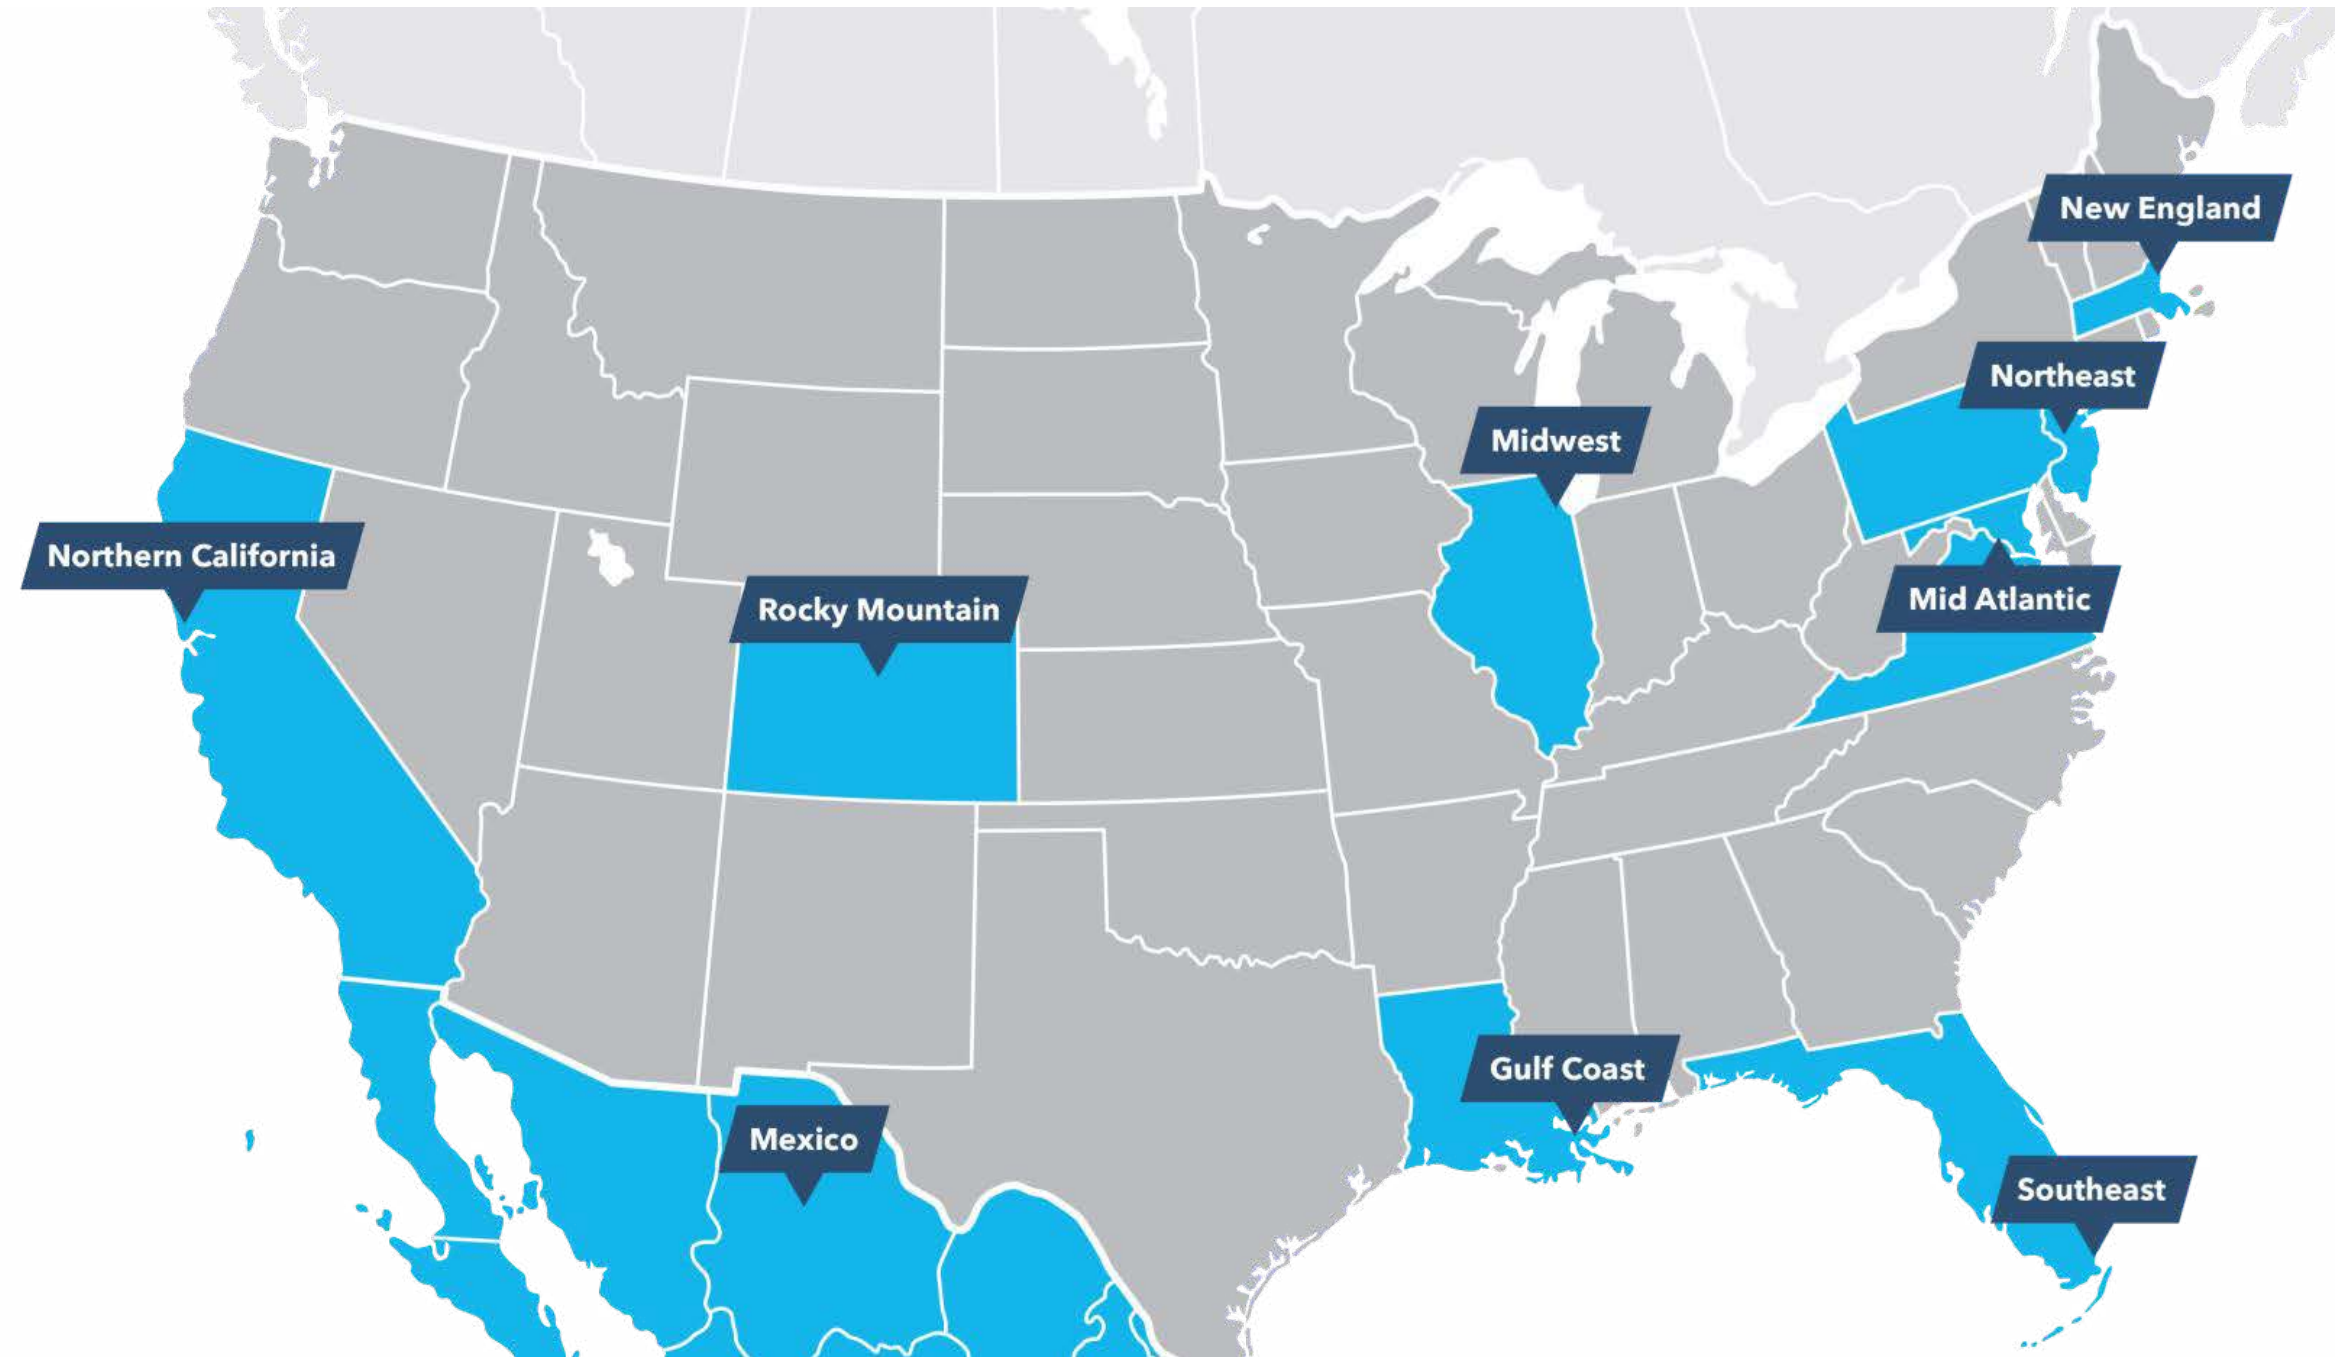 New England
Northeast
Midwest
Northern California
Mid Atlantic
Rocky Mountain
Gulf Coast
Mexico
Southeast